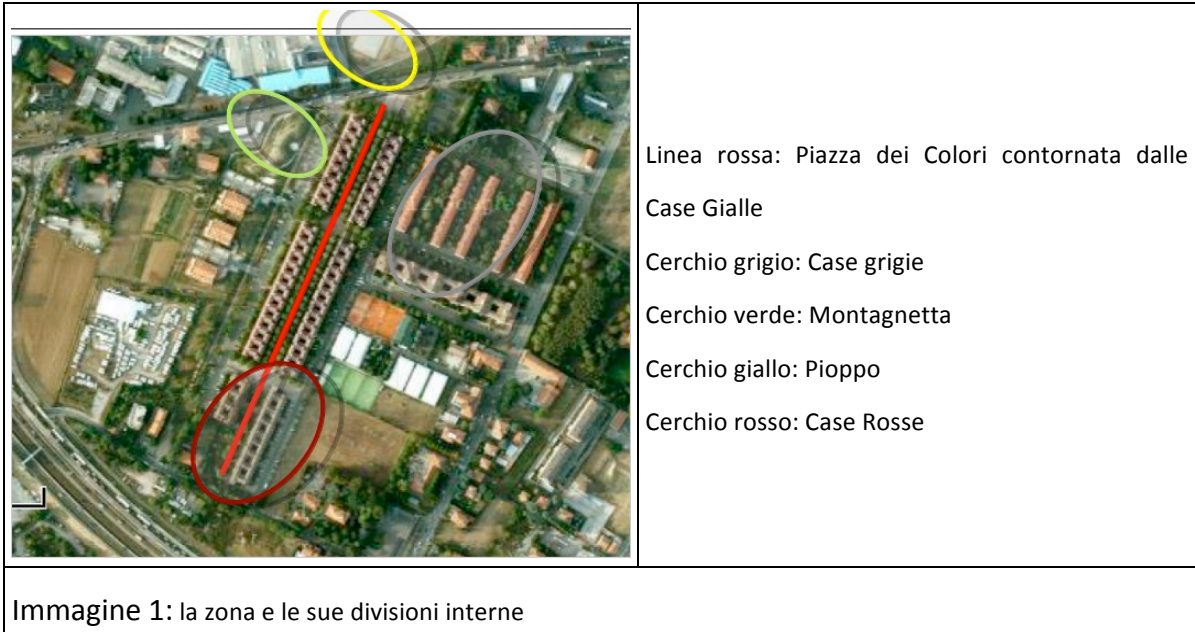 Linea rossa: Piazza dei Colori contornata dalle
Case Gialle
Cerchio grigio: Case grigie
Cerchio verde: Montagnetta
Cerchio giallo: Pioppo
Cerchio rosso: Case Rosse
Immagine 1: la zona e le sue divisioni interne